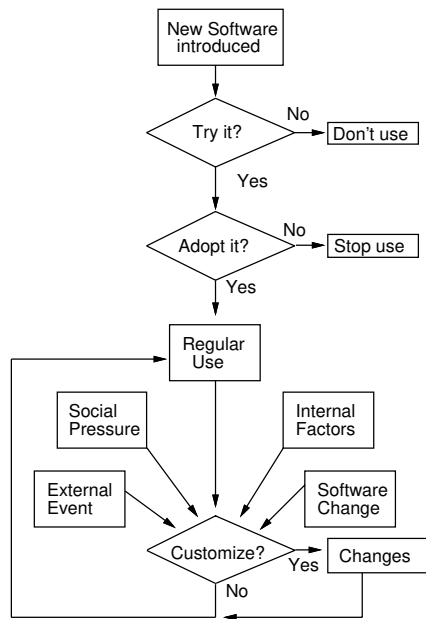 New Software
introduced
Try it?
No
Don't use
Yes
Adopt it?
No
Stop use
Yes
Regular
Use
Social
Pressure
Internal
Factors
External
Event
Software
Change
Customize?
Yes
Changes
No